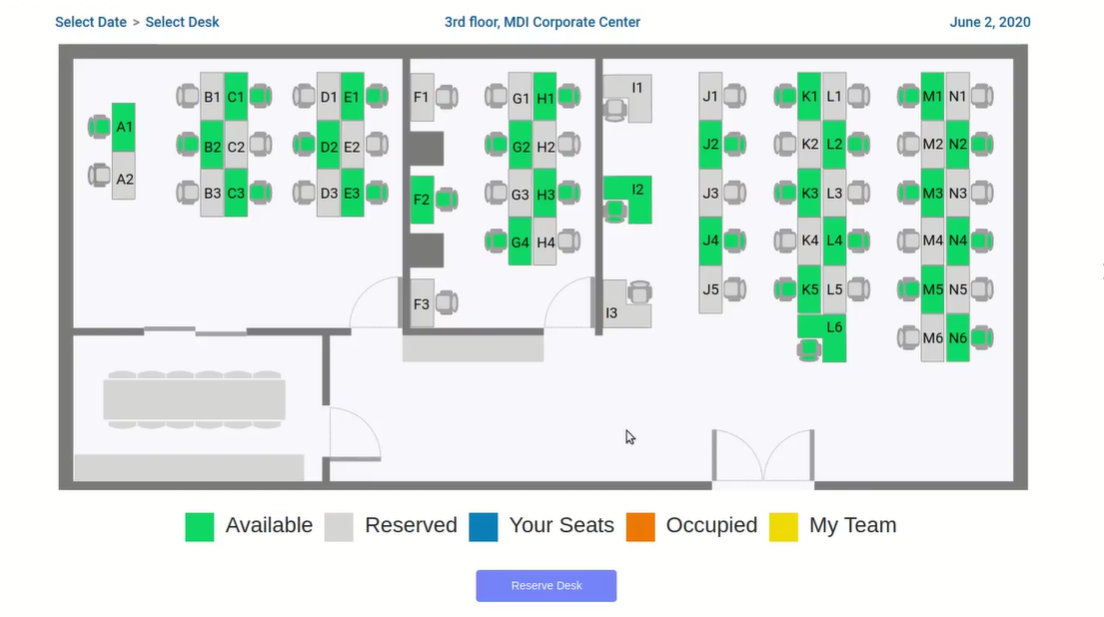 Select Date > Select Desk
3rd floor, MDI Corporate Center
June 2, 2020
A1
A2
B1 C1
B2 C2
B3 C3
D1 E1
D2 E2
D3 E3
F1
F2
F3
G1 H1
G2 H2
G3 H3
G4 H4
I1
I2
I3
J1
J2
J3
J4
J5
K1 L1
K2 L2
K3 L3
K4 L4
K5 L5
L6
M1 N1
M2 N2
M3 N3
M4 N4
M5 N5
M6 N6
Available Reserved Your Seats Occupied My Team
Reserve Desk